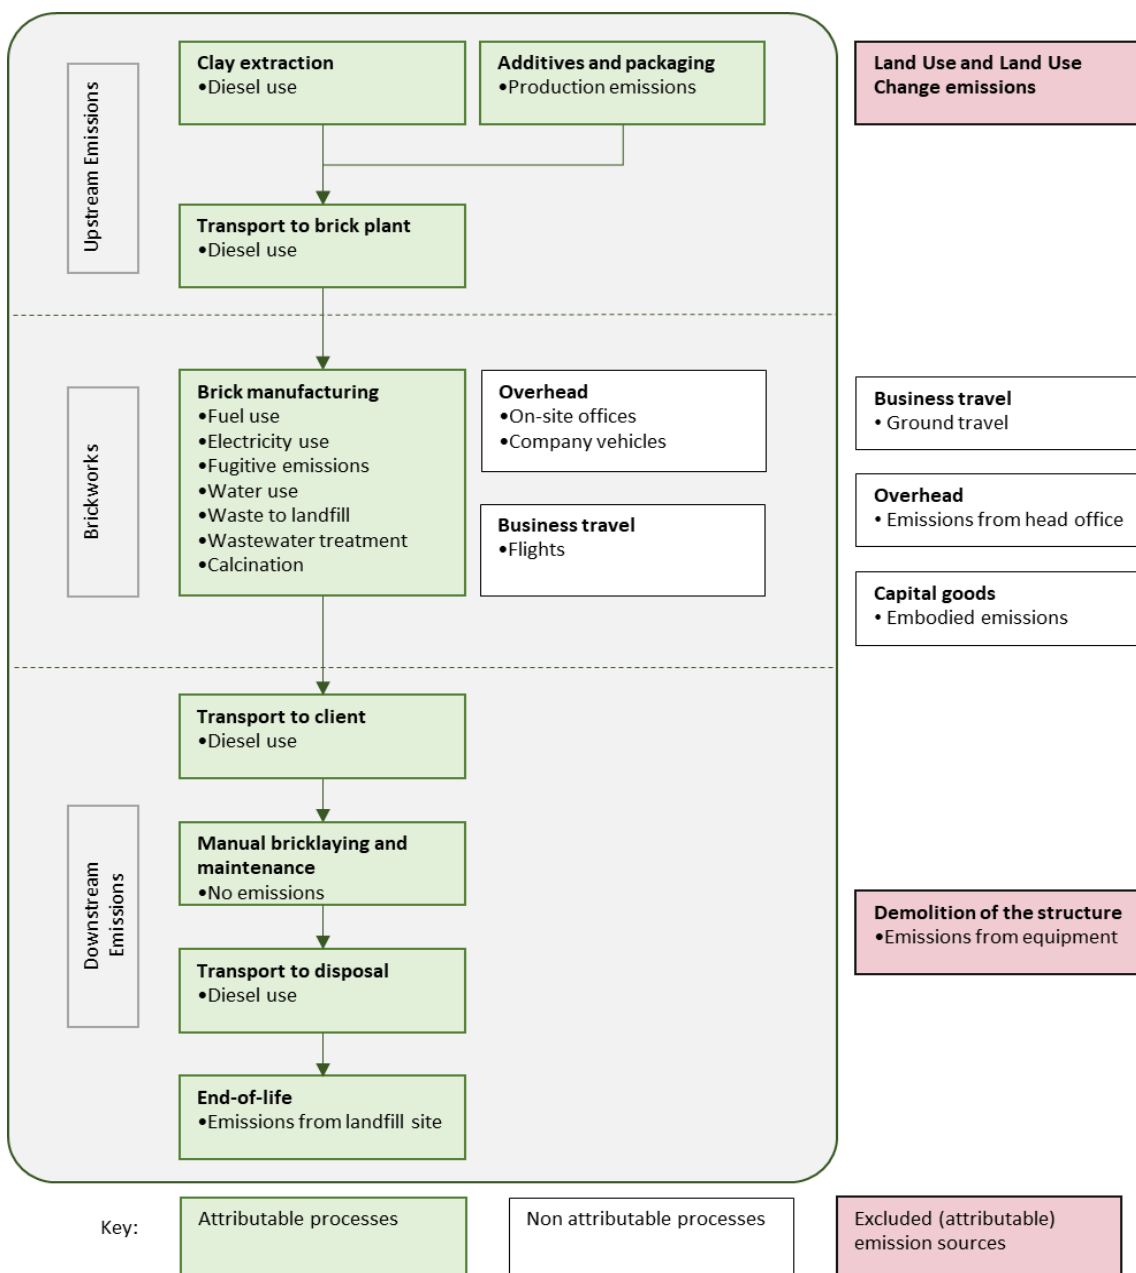 Upstream Emissions
Clay extraction
•Diesel use
Additives and packaging
•Production emissions
Land Use and Land Use
Change emissions
Transport to brick plant
•Diesel use
Brickworks
Brick manufacturing
•Fuel use
•Electricity use
•Fugitive emissions
•Water use
•Waste to landfill
•Wastewater treatment
•Calcination
Overhead
•On-site offices
•Company vehicles
Business travel
•Flights
Business travel
• Ground travel
Overhead
• Emissions from head office
Capital goods
• Embodied emissions
Downstream
Emissions
Transport to client
•Diesel use
Manual bricklaying and
maintenance
•No emissions
Demolition of the structure
•Emissions from equipment
Transport to disposal
•Diesel use
End-of-life
•Emissions from landfill site
Key:
Attributable processes
Non attributable processes
Excluded (attributable)
emission sources